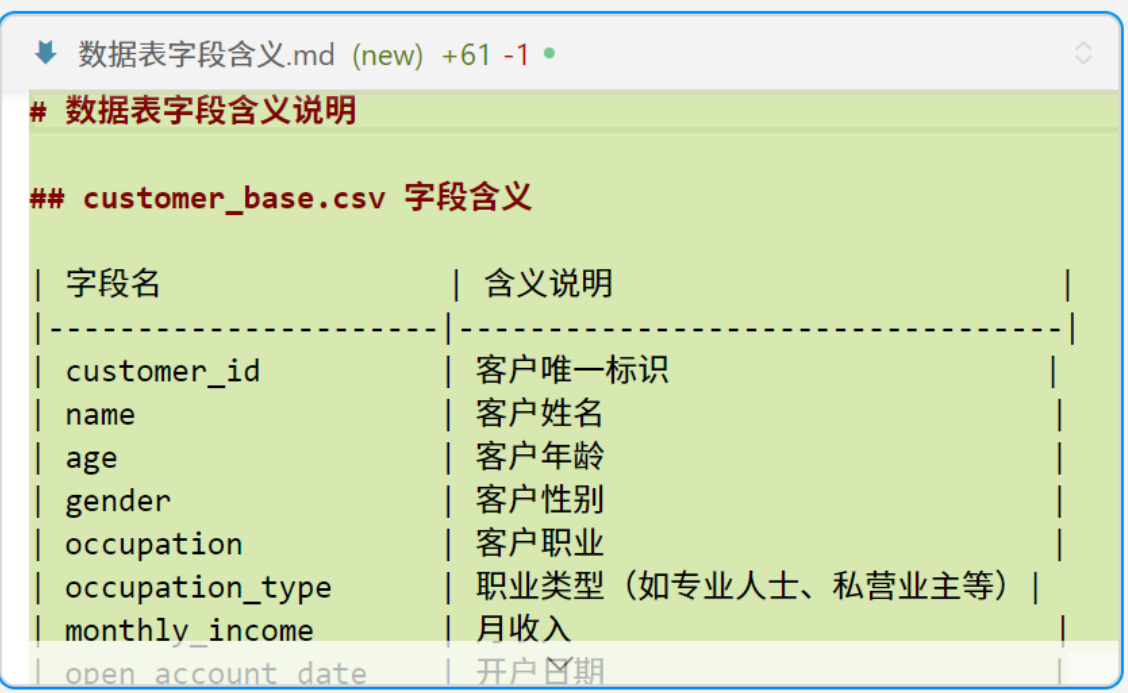 数据表字段含义.md (new) +61 -1
# 数据表字段含义说明
## customer_base.csv 字段含义
| 字段名 | 含义说明 |
|----------------------|----------------------------------|
| customer_id | 客户唯一标识 |
| name | 客户姓名 |
| age | 客户年龄 |
| gender | 客户性别 |
| occupation | 客户职业 |
| occupation_type | 职业类型（如专业人士、私营业主等）|
| monthly_income | 月收入 |
| open_account_date | 开户日期 |